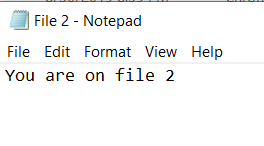 File 2 - Notepad
File Edit Format View Help
You are on file 2